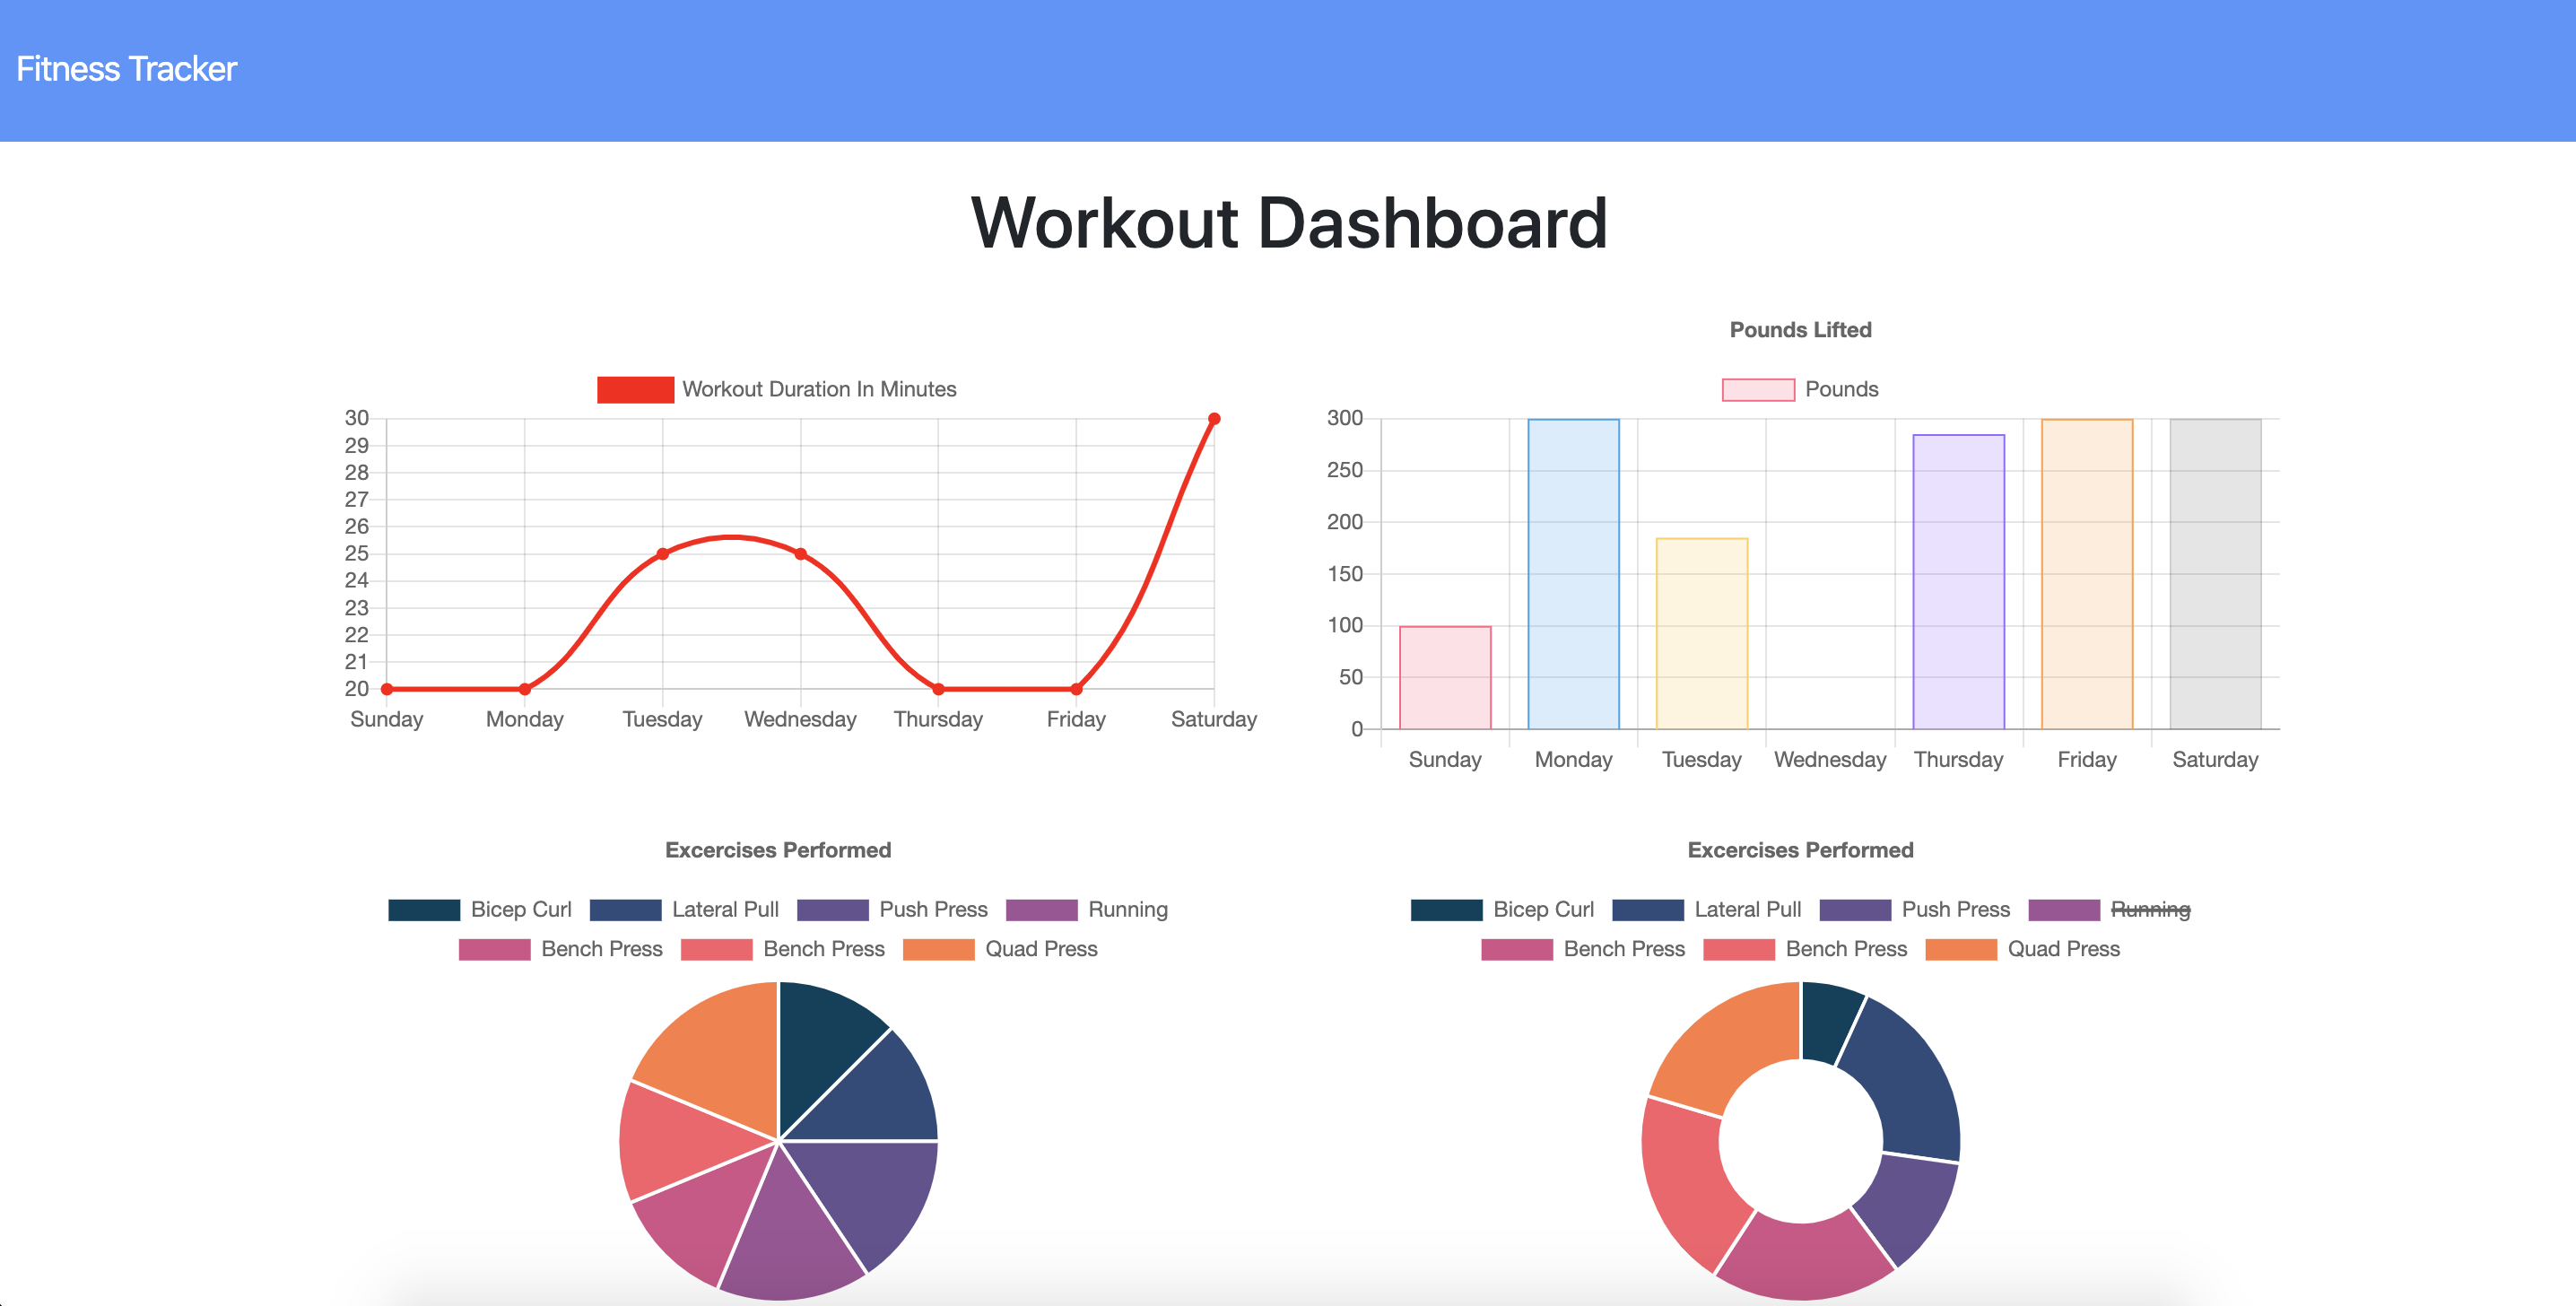 Fitness Tracker
Workout Dashboard
Workout Duration In Minutes
30
29
28
27
26
25
24
23
22
21
20
Sunday Monday Tuesday Wednesday Thursday Friday Saturday
Pounds Lifted
Pounds
300
250
200
150
100
50
0
Sunday Monday Tuesday Wednesday Thursday Friday Saturday
Excercises Performed
Bicep Curl Lateral Pull Push Press Running
Bench Press Bench Press Quad Press
Excercises Performed
Bicep Curl Lateral Pull Push Press Running
Bench Press Bench Press Quad Press